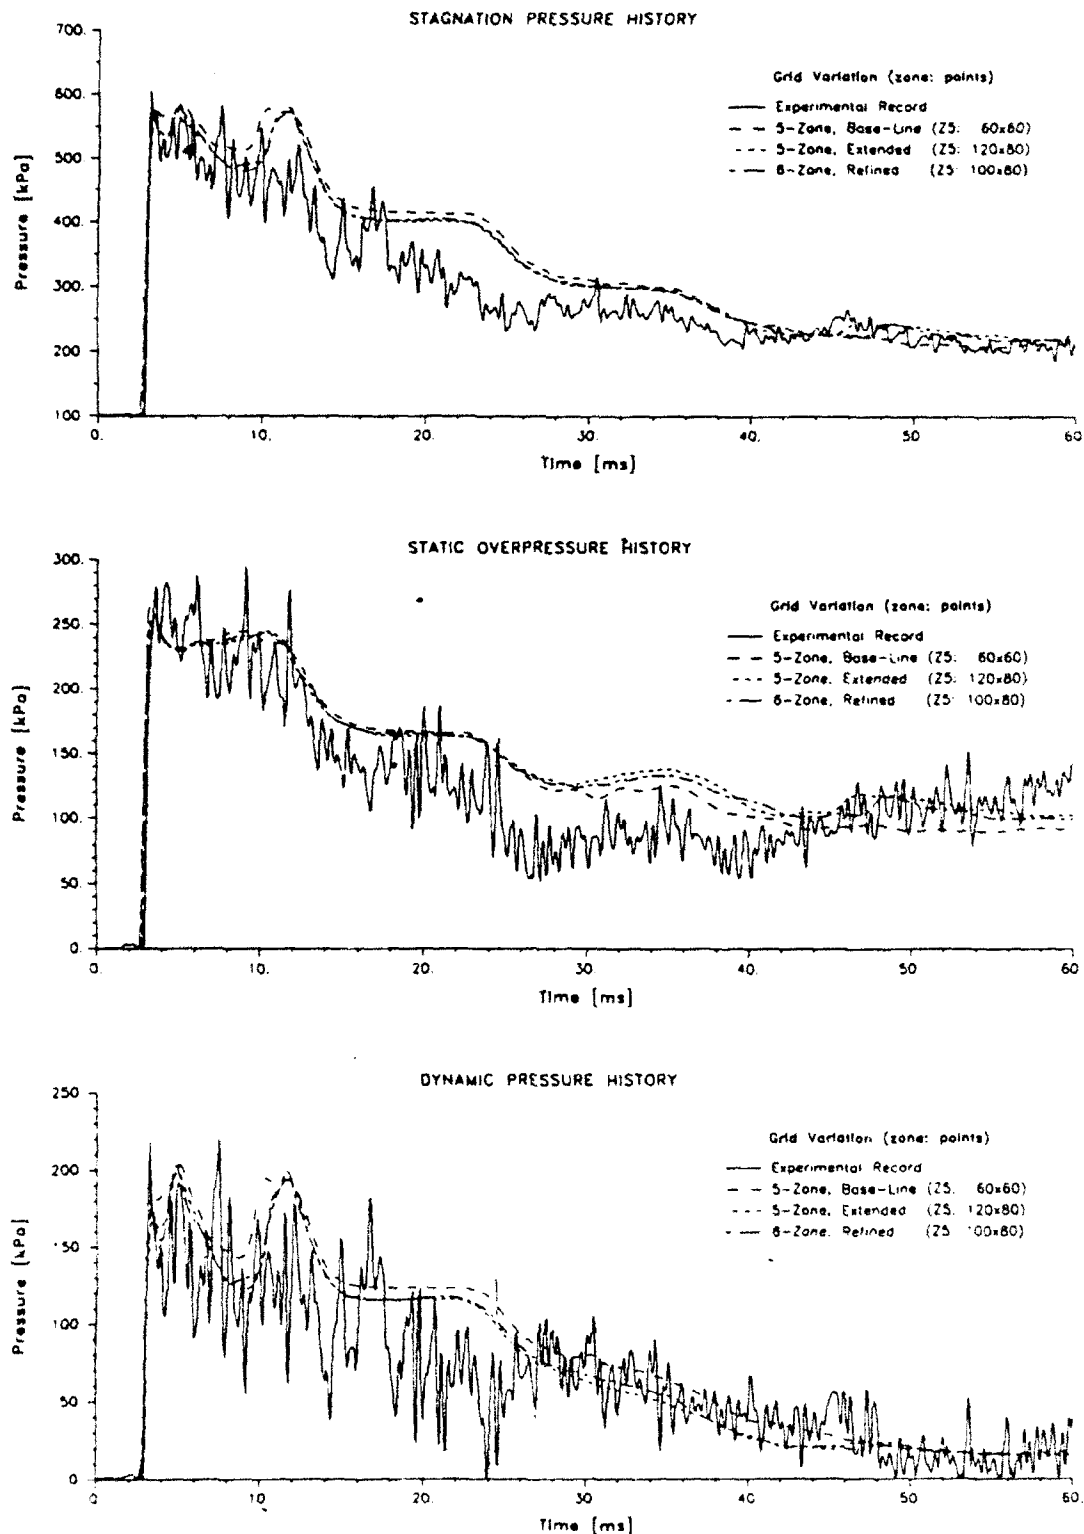 STAGNATION PRESSURE HISTORY
700.
600.
500.
400.
300.
200.
100
Pressure [kPa]
Grid Variation (zone: points)
Experimental Record
5-Zone, Base-Line (Z5: 60x60)
5-Zone, Extended (Z5: 120x80)
6-Zone, Refined (Z5: 100x80)
0. 10. 20. 30. 40. 50. 60
Time [ms]
STATIC OVERPRESSURE HISTORY
300.
250.
200.
150.
100.
50.
0.
Pressure [kPa]
Grid Variation (zone: points)
Experimental Record
5-Zone, Base-Line (Z5: 60x60)
5-Zone, Extended (Z5: 120x80)
6-Zone, Refined (Z5: 100x80)
0. 10. 20. 30. 40. 50. 60.
Time [ms]
DYNAMIC PRESSURE HISTORY
250
200.
150.
100.
50.
0.
Pressure [kPa]
Grid Variation (zone: points)
Experimental Record
5-Zone, Base-Line (Z5: 60x60)
5-Zone, Extended (Z5: 120x80)
6-Zone, Refined (Z5: 100x80)
0. 10. 20. 30. 40. 50. 60.
Time [ms]